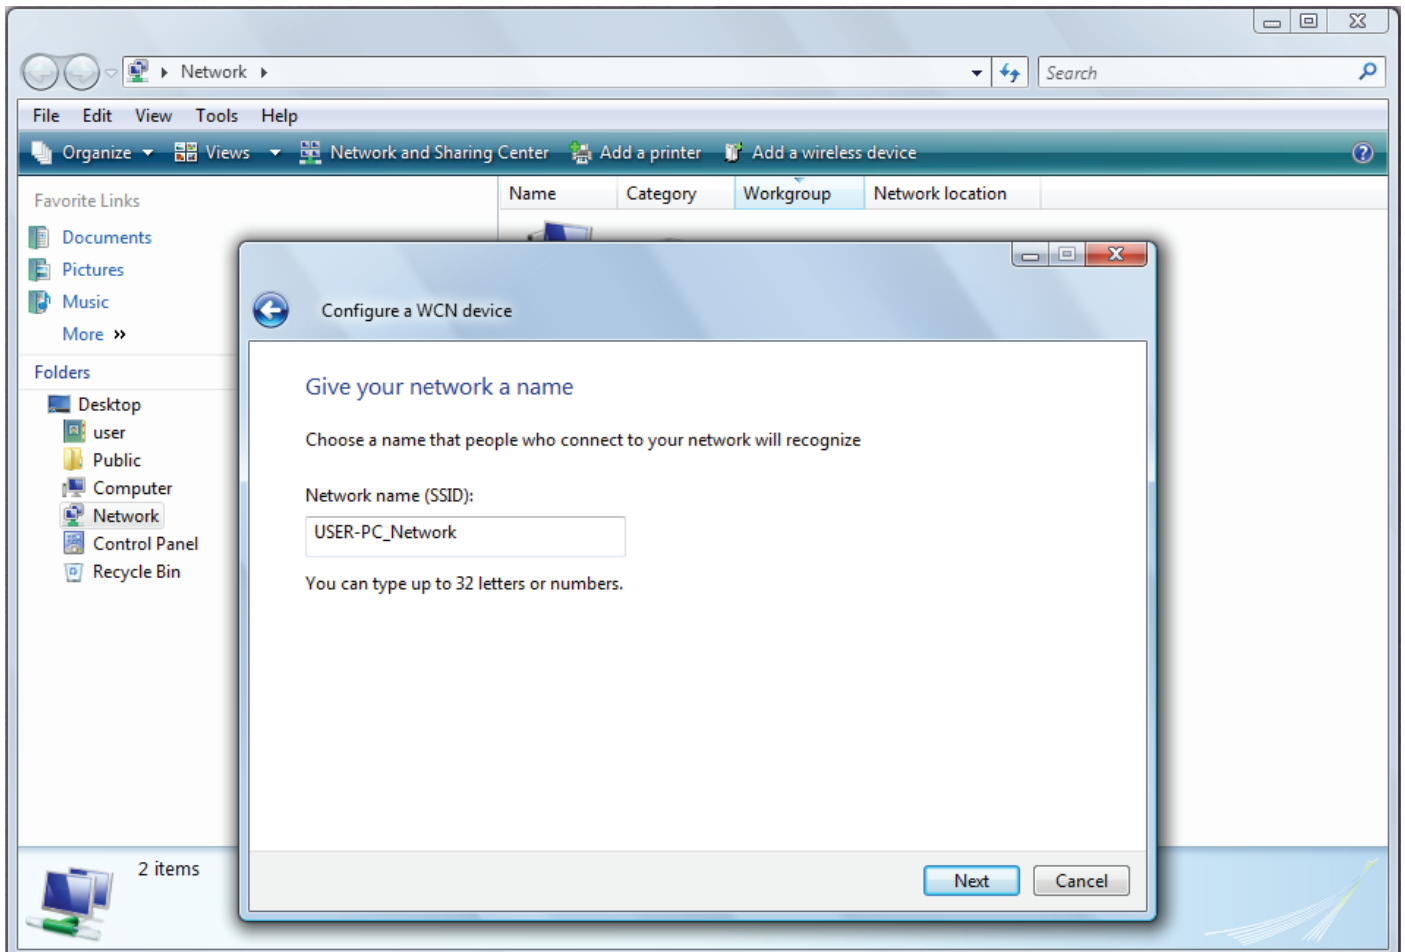 Network
Search
File Edit View Tools Help
Organize Views Network and Sharing Center Add a printer Add a wireless device
Favorite Links
Documents
Pictures
Music
More »
Folders
Desktop
user
Public
Computer
Network
Control Panel
Recycle Bin
Name Category Workgroup Network location
Configure a WCN device
Give your network a name
Choose a name that people who connect to your network will recognize
Network name (SSID):
USER-PC_Network
You can type up to 32 letters or numbers.
Next Cancel
2 items